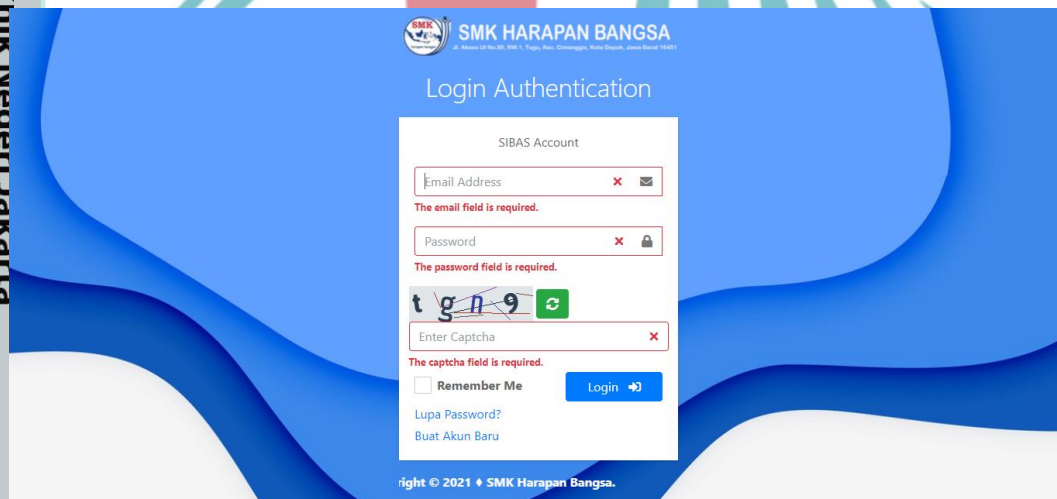 SMK
SMK HARAPAN BANGSA
Login Authentication
SIBAS Account
Email Address
The email field is required.
Password
The password field is required.
t g n 9
Enter Captcha
The captcha field is required.
Remember Me
Login
Lupa Password?
Buat Akun Baru
right © 2021 ♦ SMK Harapan Bangsa.